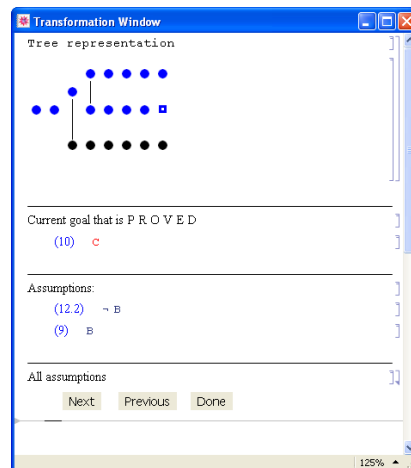 Transformation Window
Tree representation
Current goal that is P R O V E D
(10) C
Assumptions:
(12.2) ¬ B
(9) B
All assumptions
Next Previous Done
125%